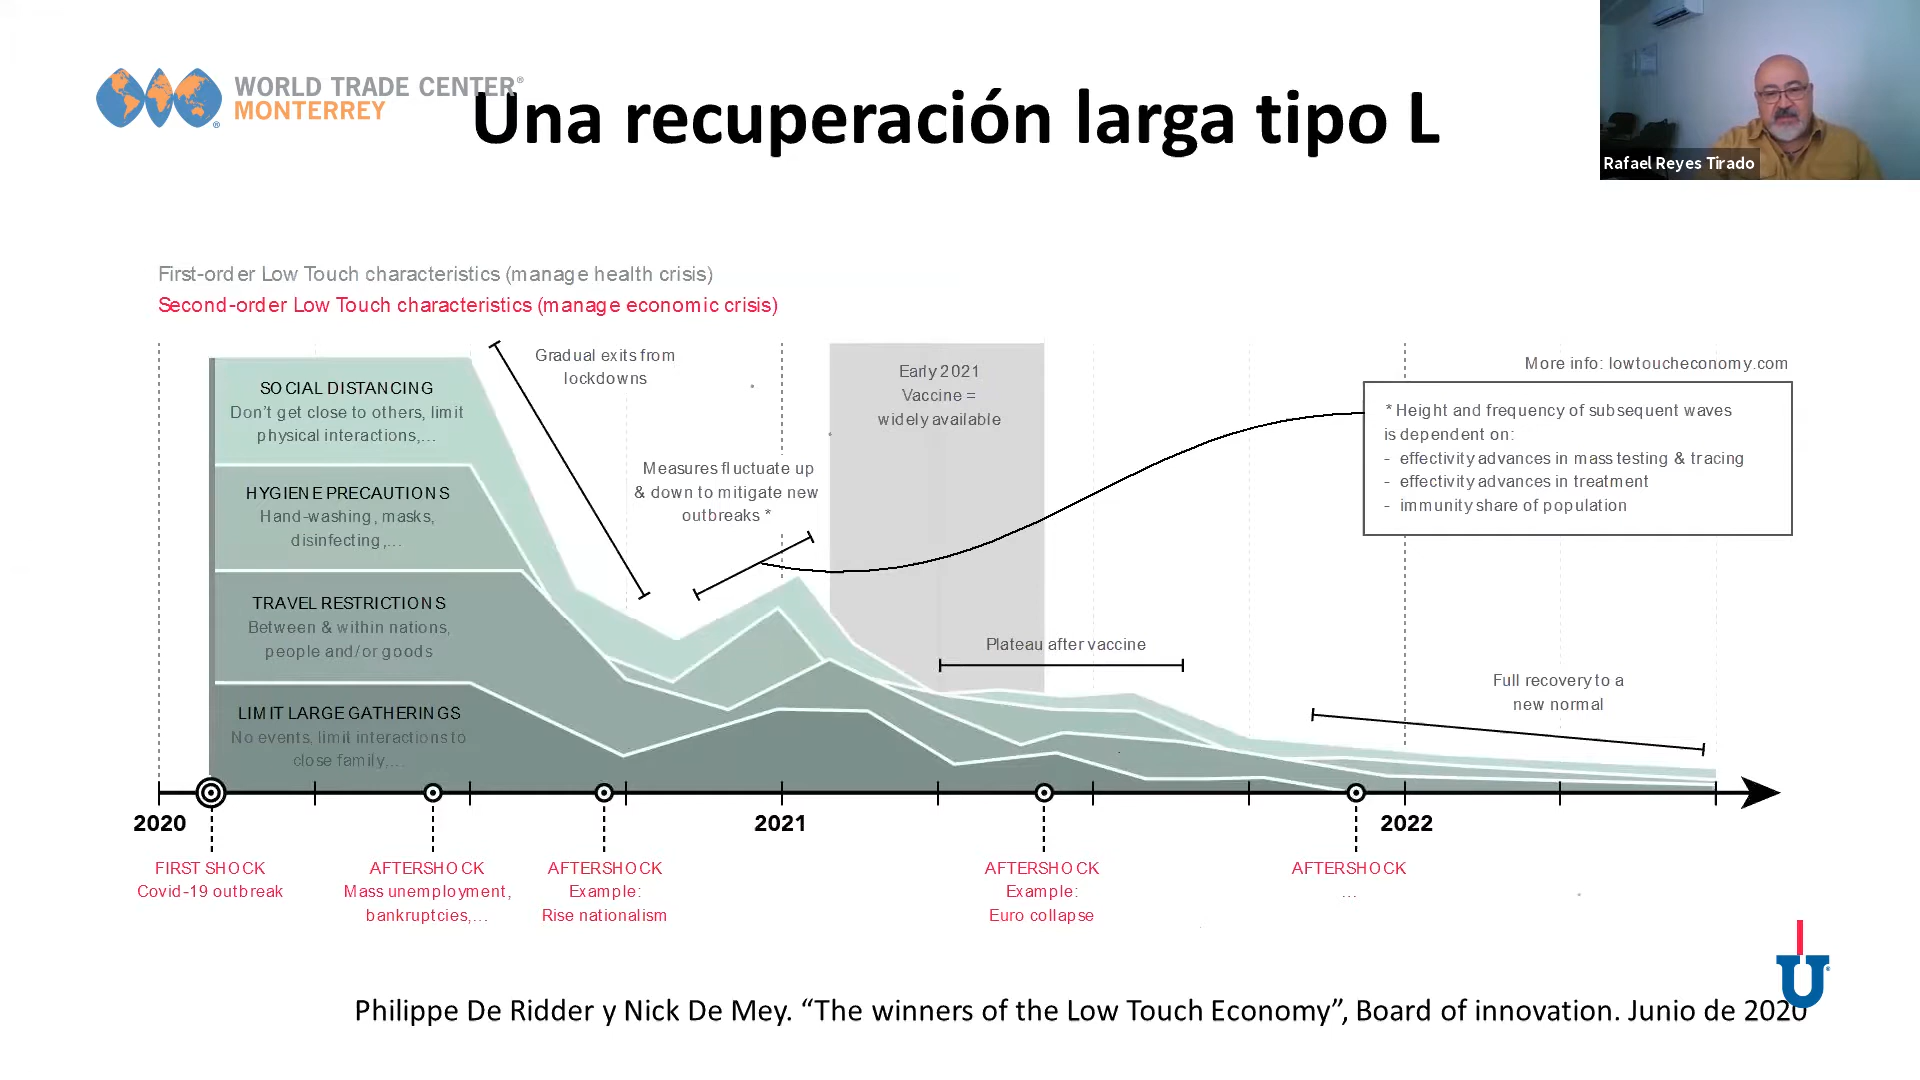 WORLD TRADE CENTER®
MONTERREY
Una recuperación larga tipo L
Rafael Reyes Tirado
First-order Low Touch characteristics (manage health crisis)
Second-order Low Touch characteristics (manage economic crisis)
Gradual exits from
lockdowns
Early 2021
Vaccine =
widely available
More info: lowtoucheconomy.com
SOCIAL DISTANCING
Don't get close to others, limit
physical interactions,...
* Height and frequency of subsequent waves
is dependent on:
- effectivity advances in mass testing & tracing
- effectivity advances in treatment
- immunity share of population
Measures fluctuate up
& down to mitigate new
outbreaks *
HYGIENE PRECAUTIONS
Hand-washing, masks,
disinfecting,...
TRAVEL RESTRICTIONS
Between & within nations,
people and/or goods
Plateau after vaccine
Full recovery to a
new normal
LIMIT LARGE GATHERINGS
No events, limit interactions to
close family,...
2020
2021
2022
FIRST SHOCK
Covid-19 outbreak
AFTERSHOCK
Mass unemployment,
bankruptcies,...
AFTERSHOCK
Example:
Rise nationalism
AFTERSHOCK
Example:
Euro collapse
AFTERSHOCK
...
U
Philippe De Ridder y Nick De Mey. “The winners of the Low Touch Economy”, Board of innovation. Junio de 2020